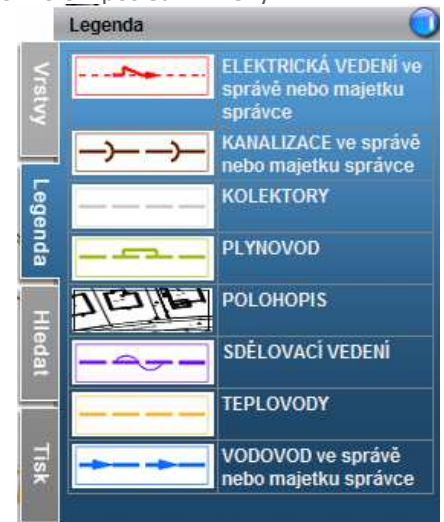 Legenda
Vrstvy
Legenda
Hledat
Tisk
ELEKTRICKÁ VEDENÍ ve
správě nebo majetku
správce
KANALIZACE ve správě
nebo majetku správce
KOLEKTORY
PLYNOVOD
POLOHOPIS
SDĚLOVACÍ VEDENÍ
TEPLOVODY
VODOVOD ve správě
nebo majetku správce